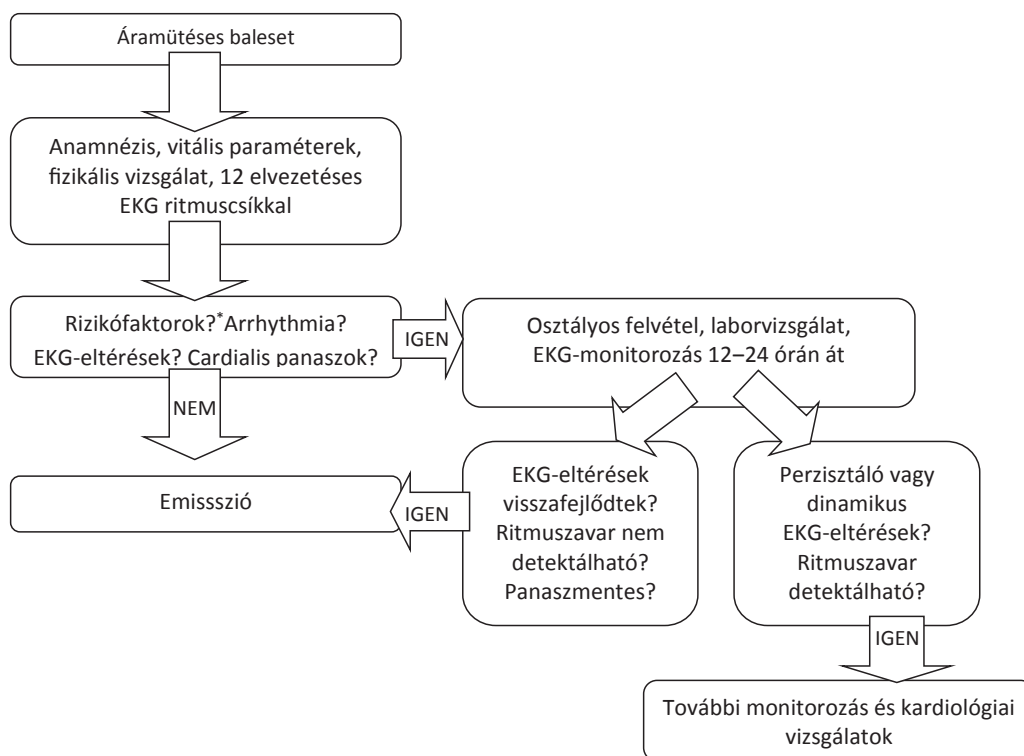 Áramütéses baleset
Anamnézis, vitális paraméterek,
fizikális vizsgálat, 12 elvezetéses
EKG ritmuscsíkkal
Rizikófaktorok?*Arrhythmia?
EKG-eltérések? Cardialis panaszok?
IGEN
Osztályos felvétel, laborvizsgálat,
EKG-monitorozás 12–24 órán át
NEM
Emissszió
IGEN
EKG-eltérések
visszafejlődtek?
Ritmuszavar nem
detektálható?
Panaszmentes?
Perzisztáló vagy
dinamikus
EKG-eltérések?
Ritmuszavar
detektálható?
IGEN
További monitorozás és kardiológiai
vizsgálatok